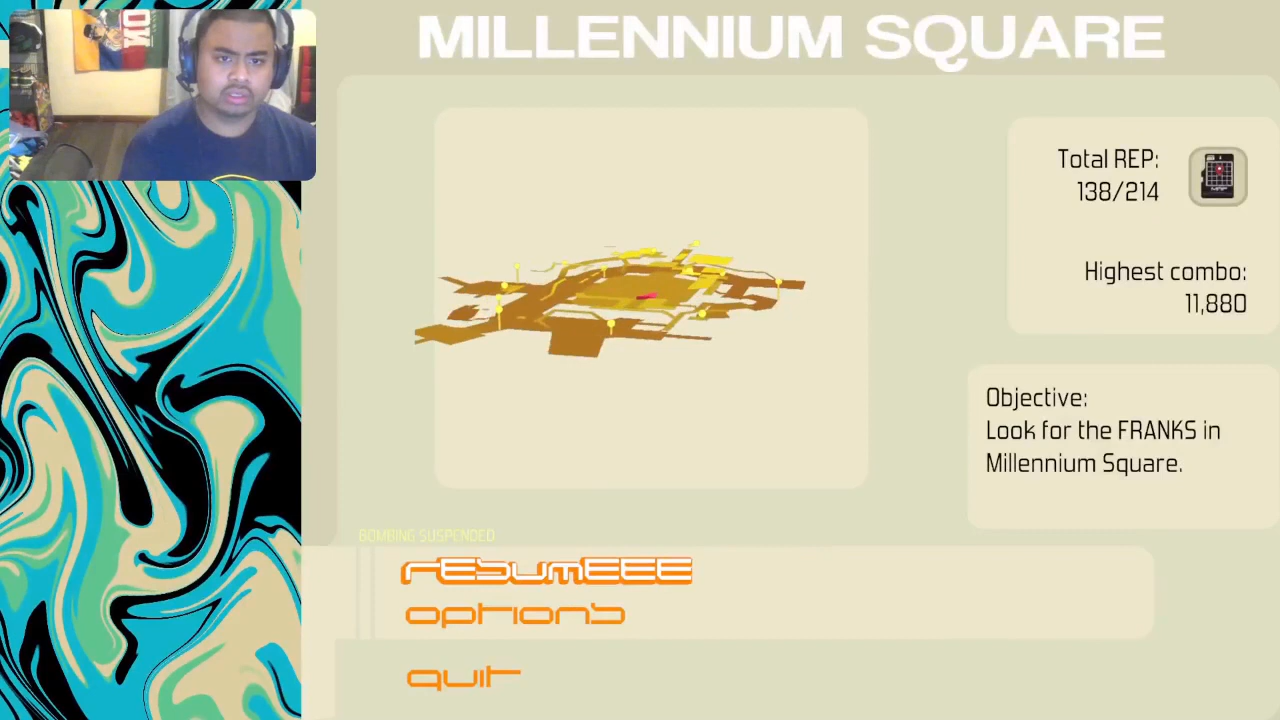 MILLENNIUM SQUARE
Total REP:
138/214
Highest combo:
11,880
Objective:
Look for the FRANKS in
Millennium Square.
BOMBING SUSPENDED
rEsumEEE
options
quit